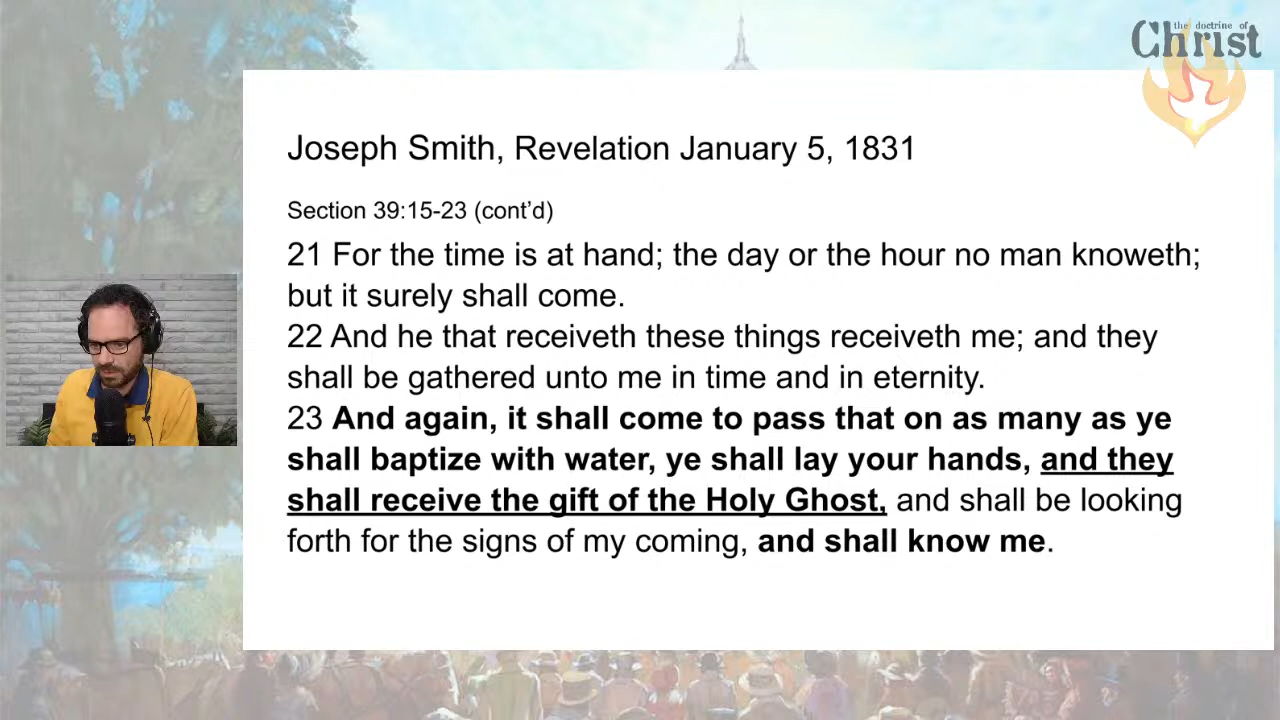 the doctrine of
Christ
Joseph Smith, Revelation January 5, 1831
Section 39:15-23 (cont’d)
21 For the time is at hand; the day or the hour no man knoweth;
but it surely shall come.
22 And he that receiveth these things receiveth me; and they
shall be gathered unto me in time and in eternity.
23 And again, it shall come to pass that on as many as ye
shall baptize with water, ye shall lay your hands, and they
shall receive the gift of the Holy Ghost, and shall be looking
forth for the signs of my coming, and shall know me.